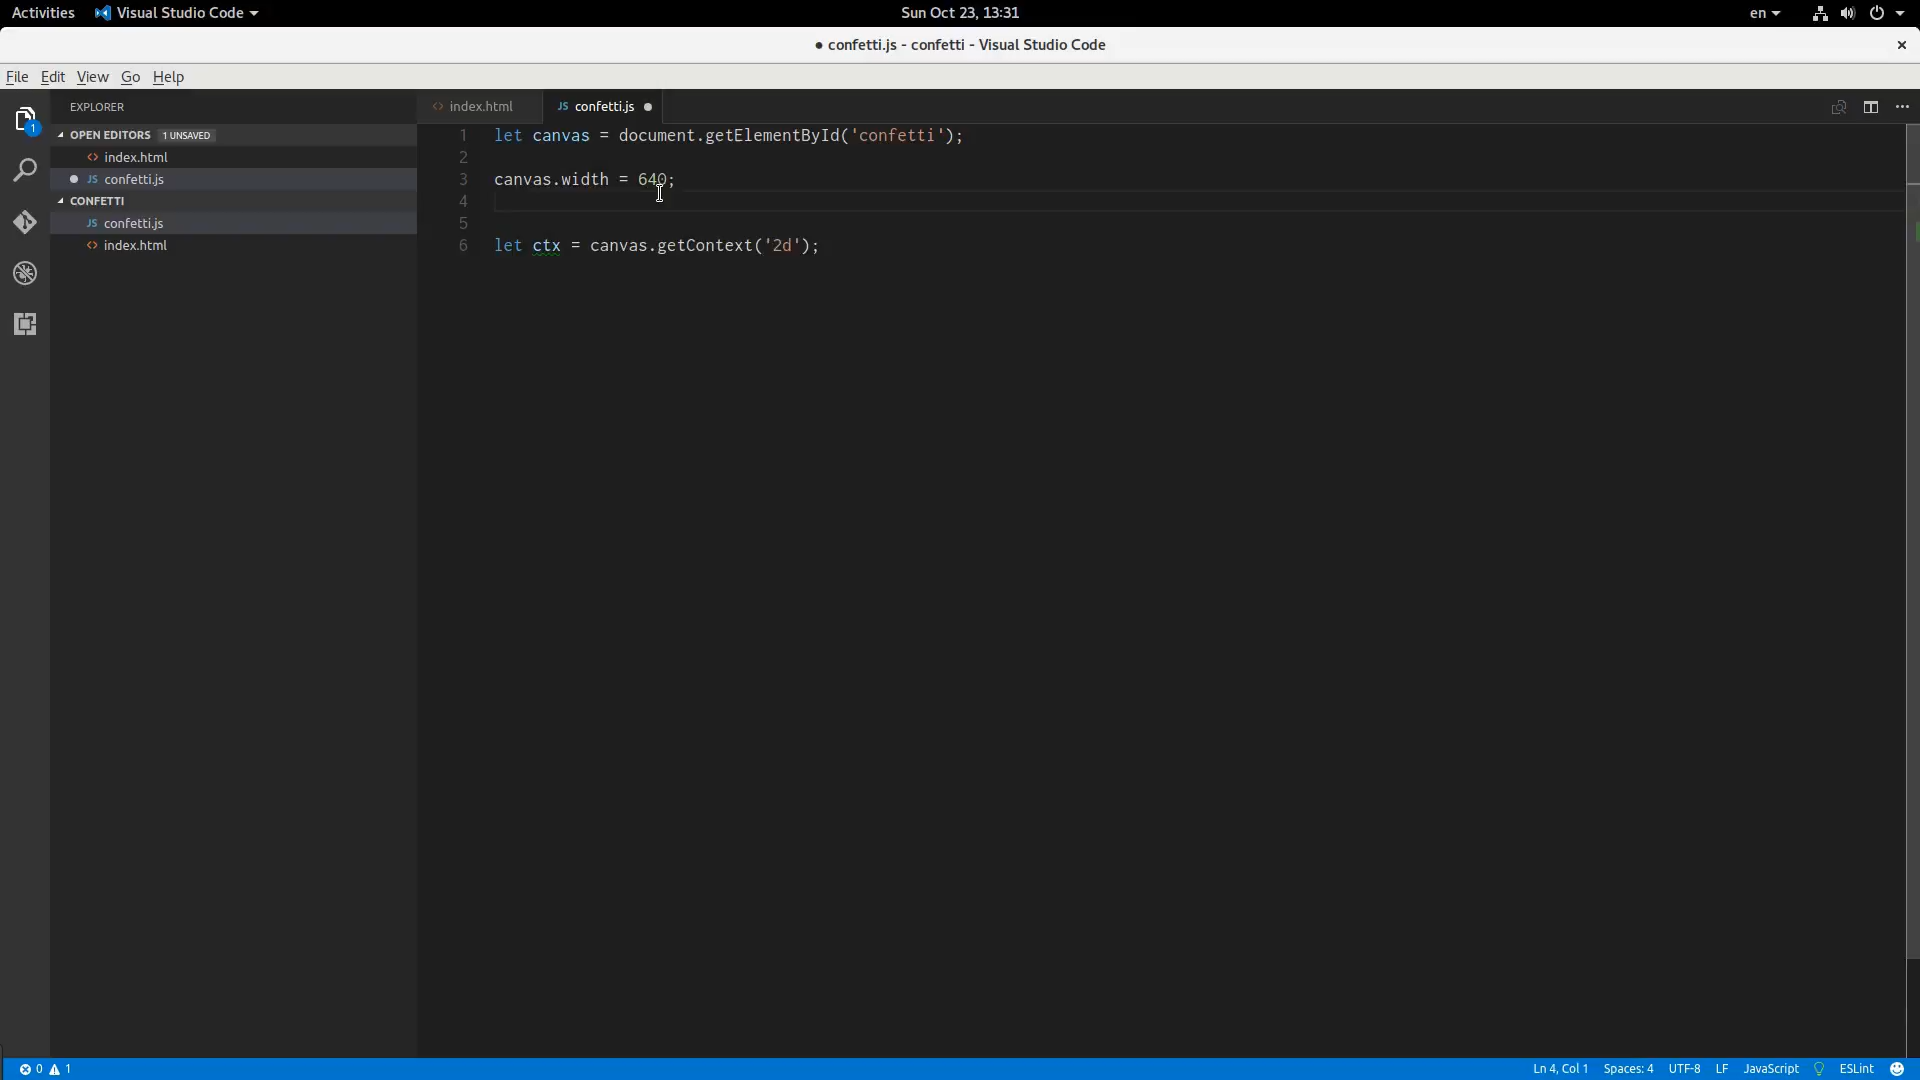 Activities Visual Studio Code Sun Oct 23, 13:31 en
● confetti.js - confetti - Visual Studio Code
File Edit View Go Help
EXPLORER
OPEN EDITORS 1 UNSAVED
index.html
JS confetti.js
CONFETTI
JS confetti.js
index.html
1
index.html JS confetti.js
1 let canvas = document.getElementById('confetti');
2
3 canvas.width = 640;
4
5
6 let ctx = canvas.getContext('2d');
0 1 Ln 4, Col 1 Spaces: 4 UTF-8 LF JavaScript ESLint